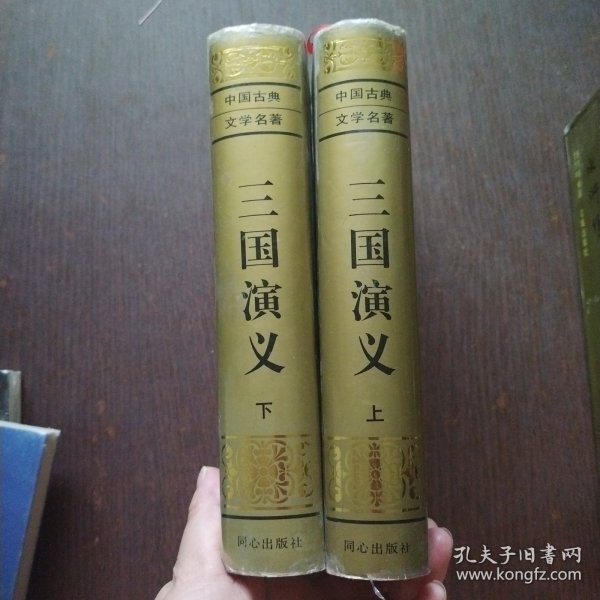 中国古典
文学名著
三国演义
下
同心出版社
中国古典
文学名著
三国演义
上
同心出版社
孔夫子旧书网
www.kongfz.com